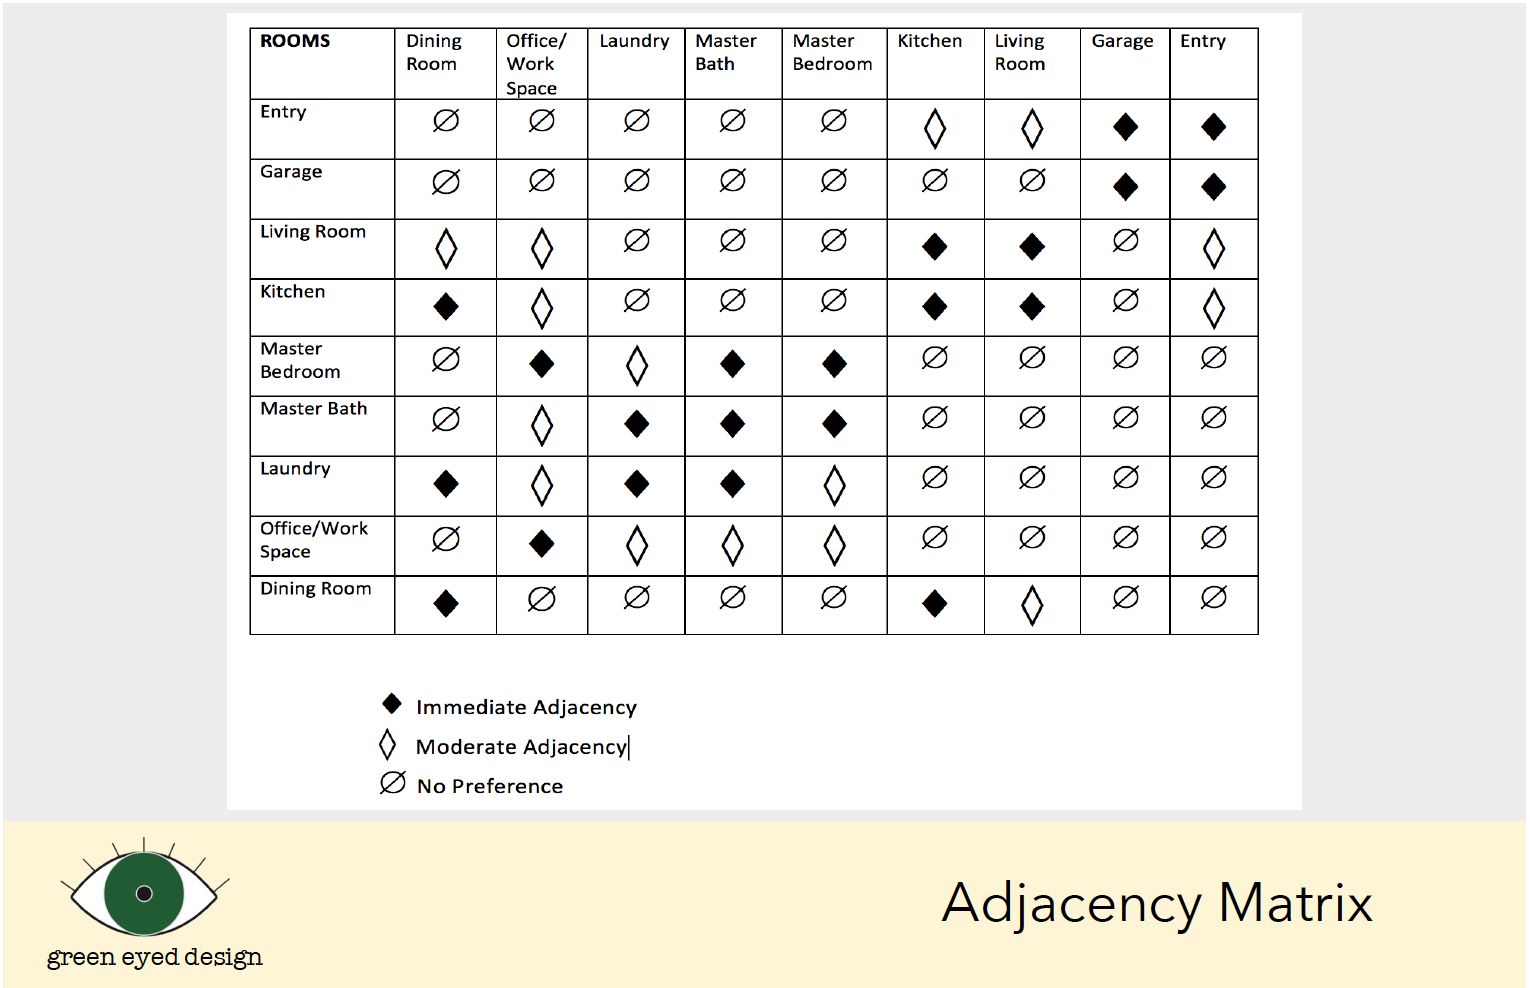 ROOMS Dining Room Office/ Work Space Laundry Master Bath Master Bedroom Kitchen Living Room Garage Entry
Entry ∅ ∅ ∅ ∅ ∅ ◊ ◊ ◆ ◆
Garage ∅ ∅ ∅ ∅ ∅ ∅ ∅ ◆ ◆
Living Room ◊ ◊ ∅ ∅ ∅ ◆ ◆ ∅ ◊
Kitchen ◆ ◊ ∅ ∅ ∅ ◆ ◆ ∅ ◊
Master Bedroom ∅ ◆ ◊ ◆ ◆ ∅ ∅ ∅ ∅
Master Bath ∅ ◊ ◆ ◆ ◆ ∅ ∅ ∅ ∅
Laundry ◆ ◊ ◆ ◆ ◊ ∅ ∅ ∅ ∅
Office/Work Space ∅ ◆ ◊ ◊ ◊ ∅ ∅ ∅ ∅
Dining Room ◆ ∅ ∅ ∅ ∅ ◆ ◊ ∅ ∅
◆ Immediate Adjacency
◊ Moderate Adjacency
∅ No Preference
green eyed design
Adjacency Matrix